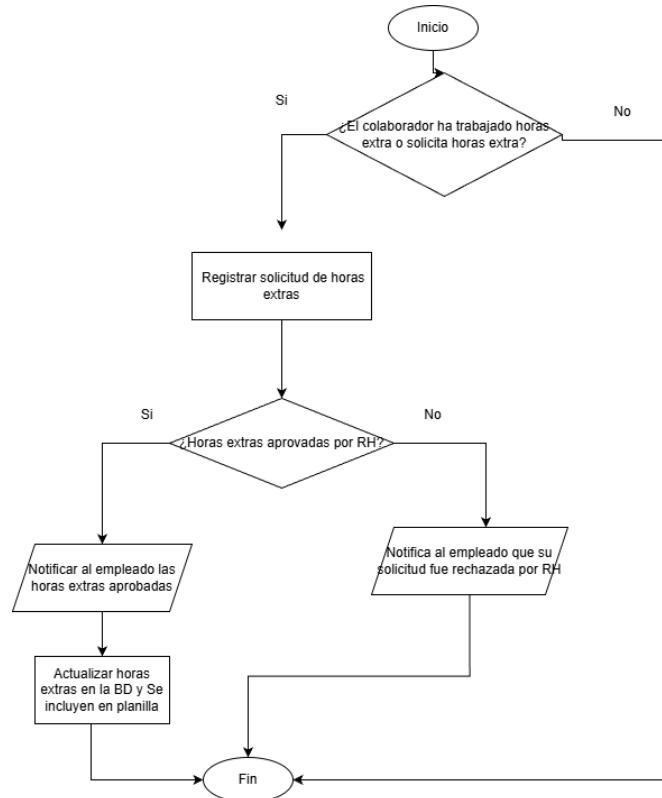 Inicio
Si
¿El colaborador ha trabajado horas
extra o solicita horas extra?
No
Registrar solicitud de horas
extras
Si
No
¿Horas extras aprovadas por RH?
Notificar al empleado las
horas extras aprobadas
Notifica al empleado que su
solicitud fue rechazada por RH
Actualizar horas
extras en la BD y Se
incluyen en planilla
Fin